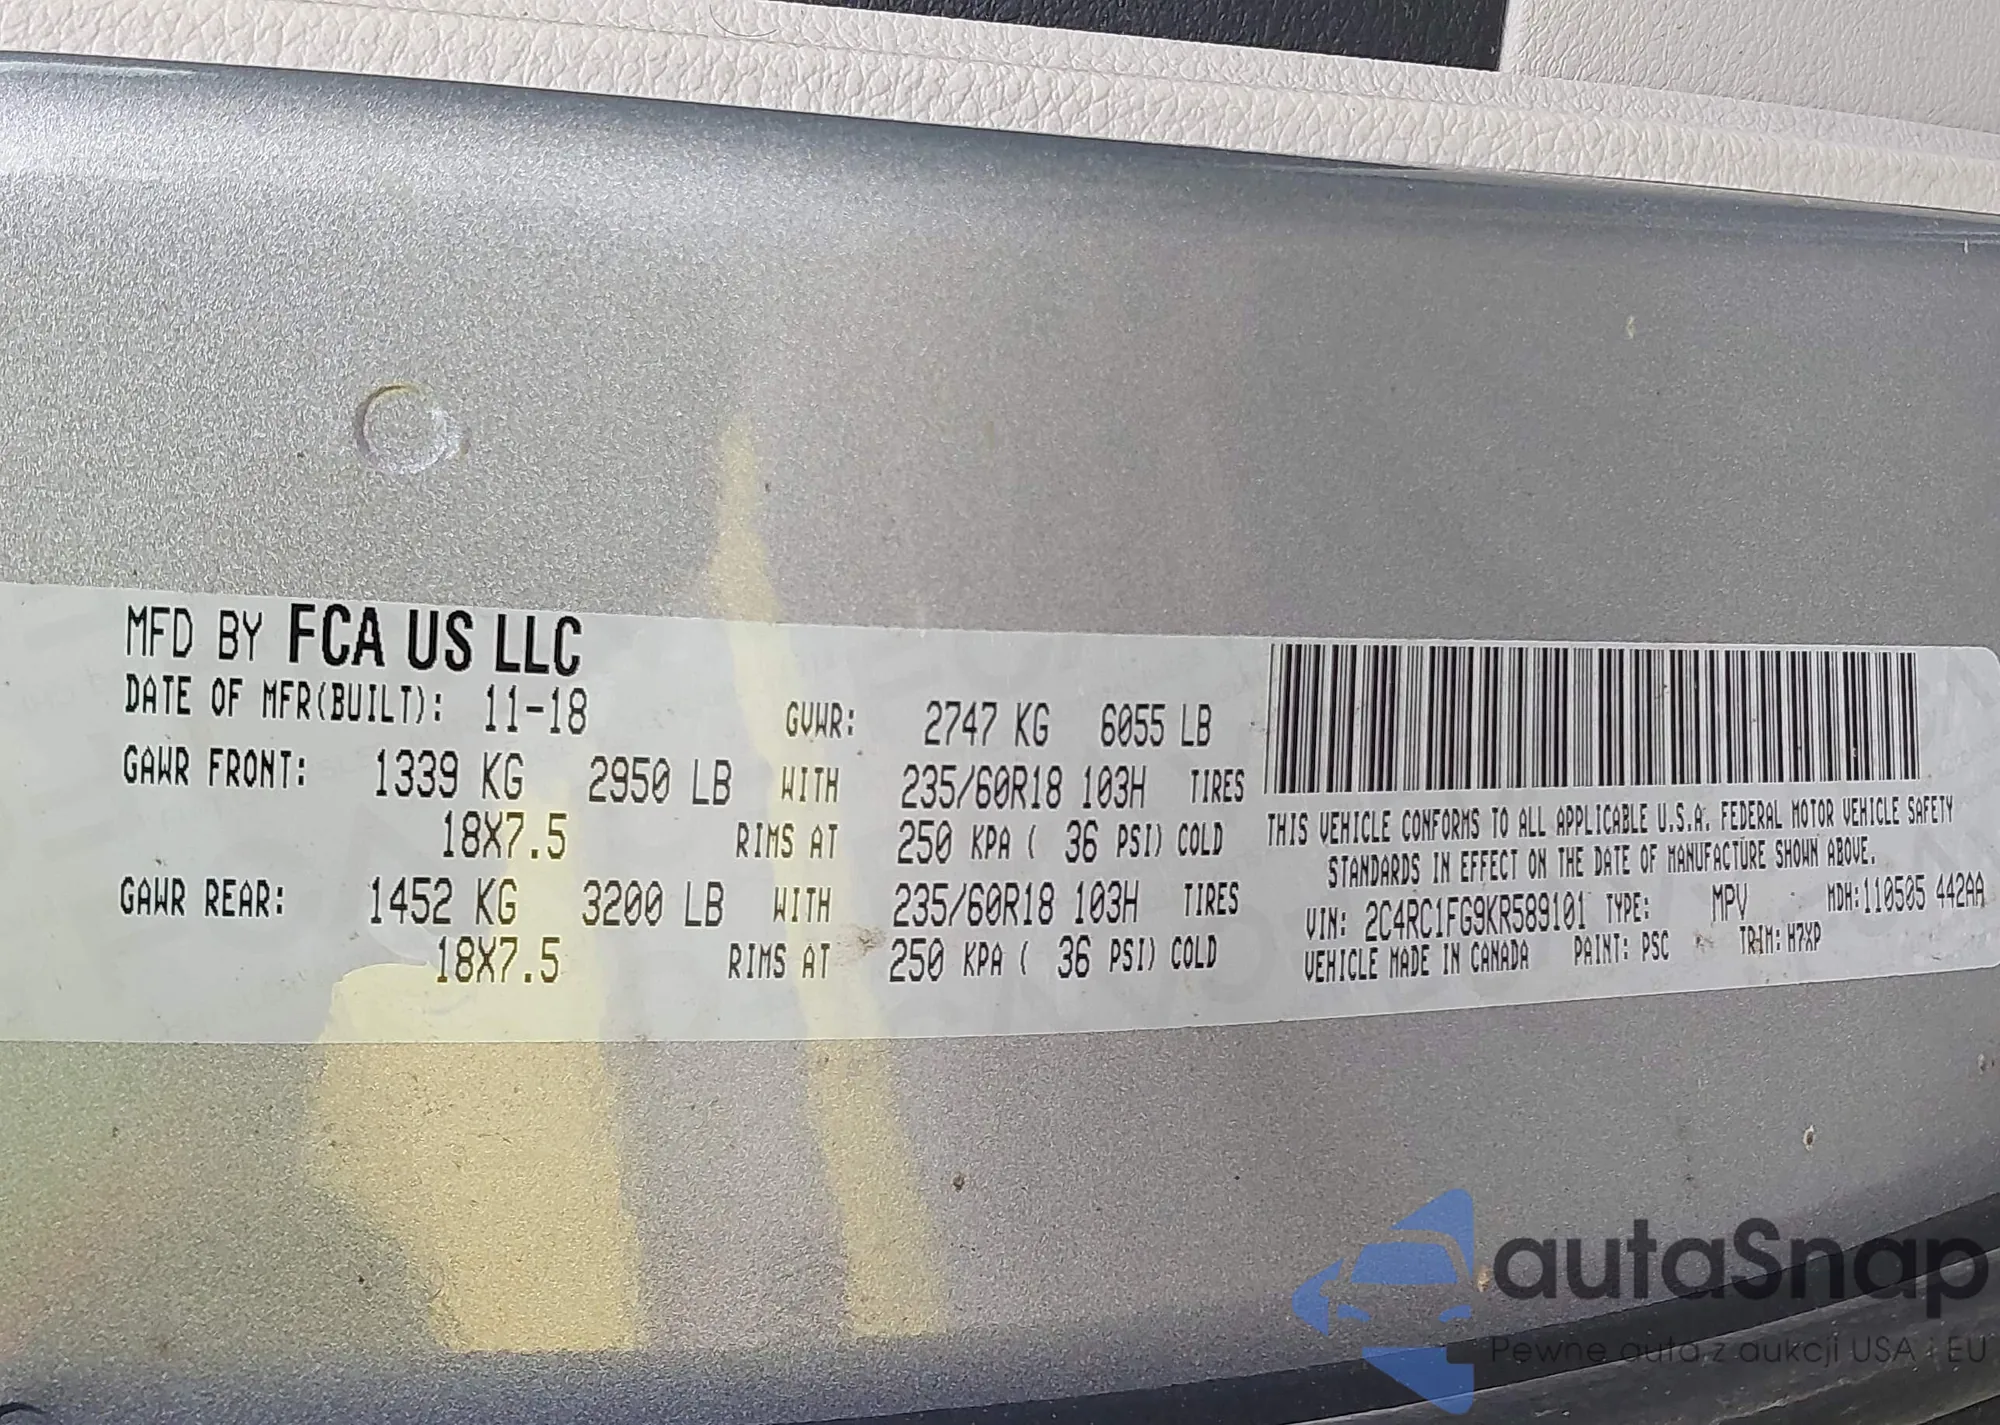 MFD BY FCA US LLC
DATE OF MFR(BUILT): 11-18 GVWR: 2747 KG 6055 LB
GAWR FRONT: 1339 KG 2950 LB WITH 235/60R18 103H TIRES
18X7.5 RIMS AT 250 KPA ( 36 PSI) COLD
GAWR REAR: 1452 KG 3200 LB WITH 235/60R18 103H TIRES
18X7.5 RIMS AT 250 KPA ( 36 PSI) COLD
THIS VEHICLE CONFORMS TO ALL APPLICABLE U.S.A. FEDERAL MOTOR VEHICLE SAFETY
STANDARDS IN EFFECT ON THE DATE OF MANUFACTURE SHOWN ABOVE.
VIN: 2C4RC1FG9KR589101 TYPE: MPV MDH:110505 442AA
VEHICLE MADE IN CANADA PAINT: PSC TRIM: H7XP
autaSnap
Pewne auta z aukcji USA i EU